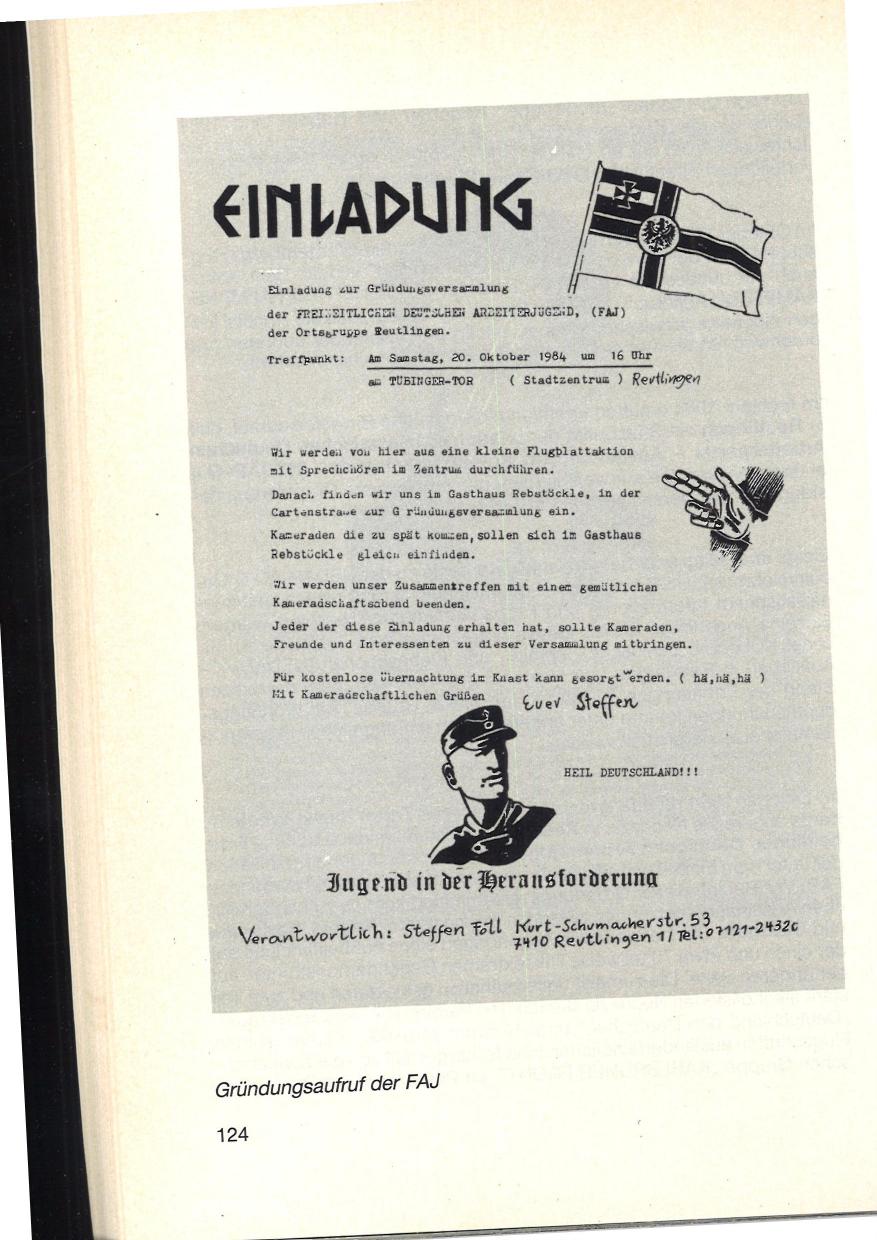 EINLADUNG
Einladung zur Gründungsversammlung
der FREIHEITLICHEN DEUTSCHEN ARBEITERJUGEND, (FAJ)
der Ortsgruppe Reutlingen.
Treffpunkt: Am Samstag, 20. Oktober 1984 um 16 Uhr
am TÜBINGER-TOR ( Stadtzentrum ) Reutlingen
Wir werden von hier aus eine kleine Flugblattaktion
mit Sprechchören im Zentrum durchführen.
Danach finden wir uns im Gasthaus Rebstöckle, in der
Cartenstraße zur G ründungsversammlung ein.
Kameraden die zu spät kommen,sollen sich im Gasthaus
Rebstöckle gleich einfinden.
Wir werden unser Zusammentreffen mit einem gemütlichen
Kameradschaftsabend beenden.
Jeder der diese Einladung erhalten hat, sollte Kameraden,
Freunde und Interessenten zu dieser Versammlung mitbringen.
Für kostenlose Übernachtung im Knast kann gesorgt werden. ( hä,hä,hä )
Mit Kameradschaftlichen Grüßen Euer Steffen
HEIL DEUTSCHLAND!!!
Jugend in der Herausforderung
Verantwortlich: Steffen Föll Kurt-Schumacherstr. 53
7410 Reutlingen 1/ Tel:07121-24320
Gründungsaufruf der FAJ
124